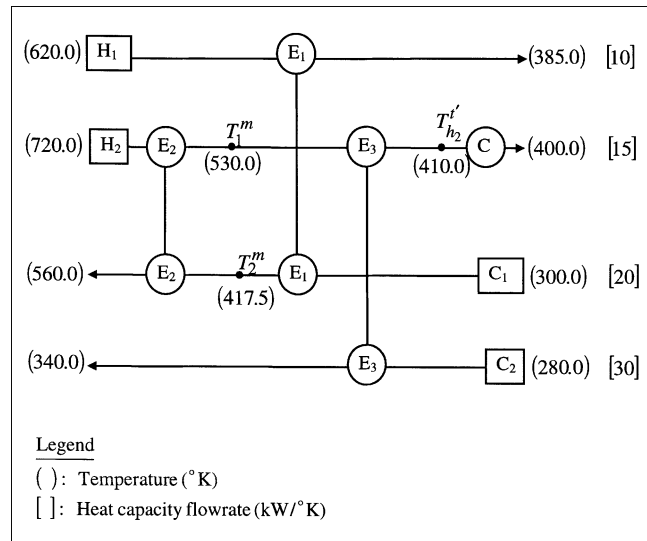 (620.0) H₁ E₁ (385.0) [10]
T₁ᵐ T_{h₂}^{t′}
(720.0) H₂ E₂ E₃ C (400.0) [15]
(530.0) (410.0)
(560.0) E₂ T₂ᵐ E₁ C₁ (300.0) [20]
(417.5)
(340.0) E₃ C₂ (280.0) [30]
Legend
( ): Temperature (°K)
[ ]: Heat capacity flowrate (kW/°K)